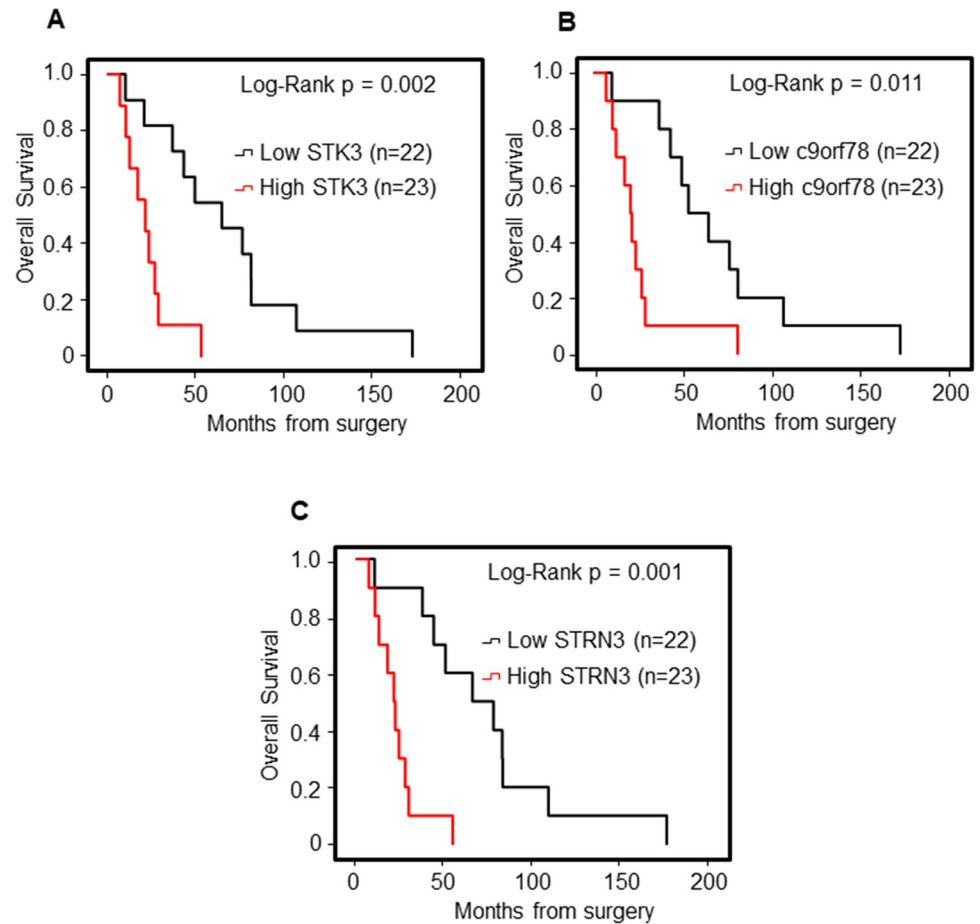 A
1.0
0.8
0.6
0.4
0.2
0
Overall Survival
Log-Rank p = 0.002
Low STK3 (n=22)
High STK3 (n=23)
0 50 100 150 200
Months from surgery
B
1.0
0.8
0.6
0.4
0.2
0
Overall Survival
Log-Rank p = 0.011
Low c9orf78 (n=22)
High c9orf78 (n=23)
0 50 100 150 200
Months from surgery
C
1.0
0.8
0.6
0.4
0.2
0
Overall Survival
Log-Rank p = 0.001
Low STRN3 (n=22)
High STRN3 (n=23)
0 50 100 150 200
Months from surgery